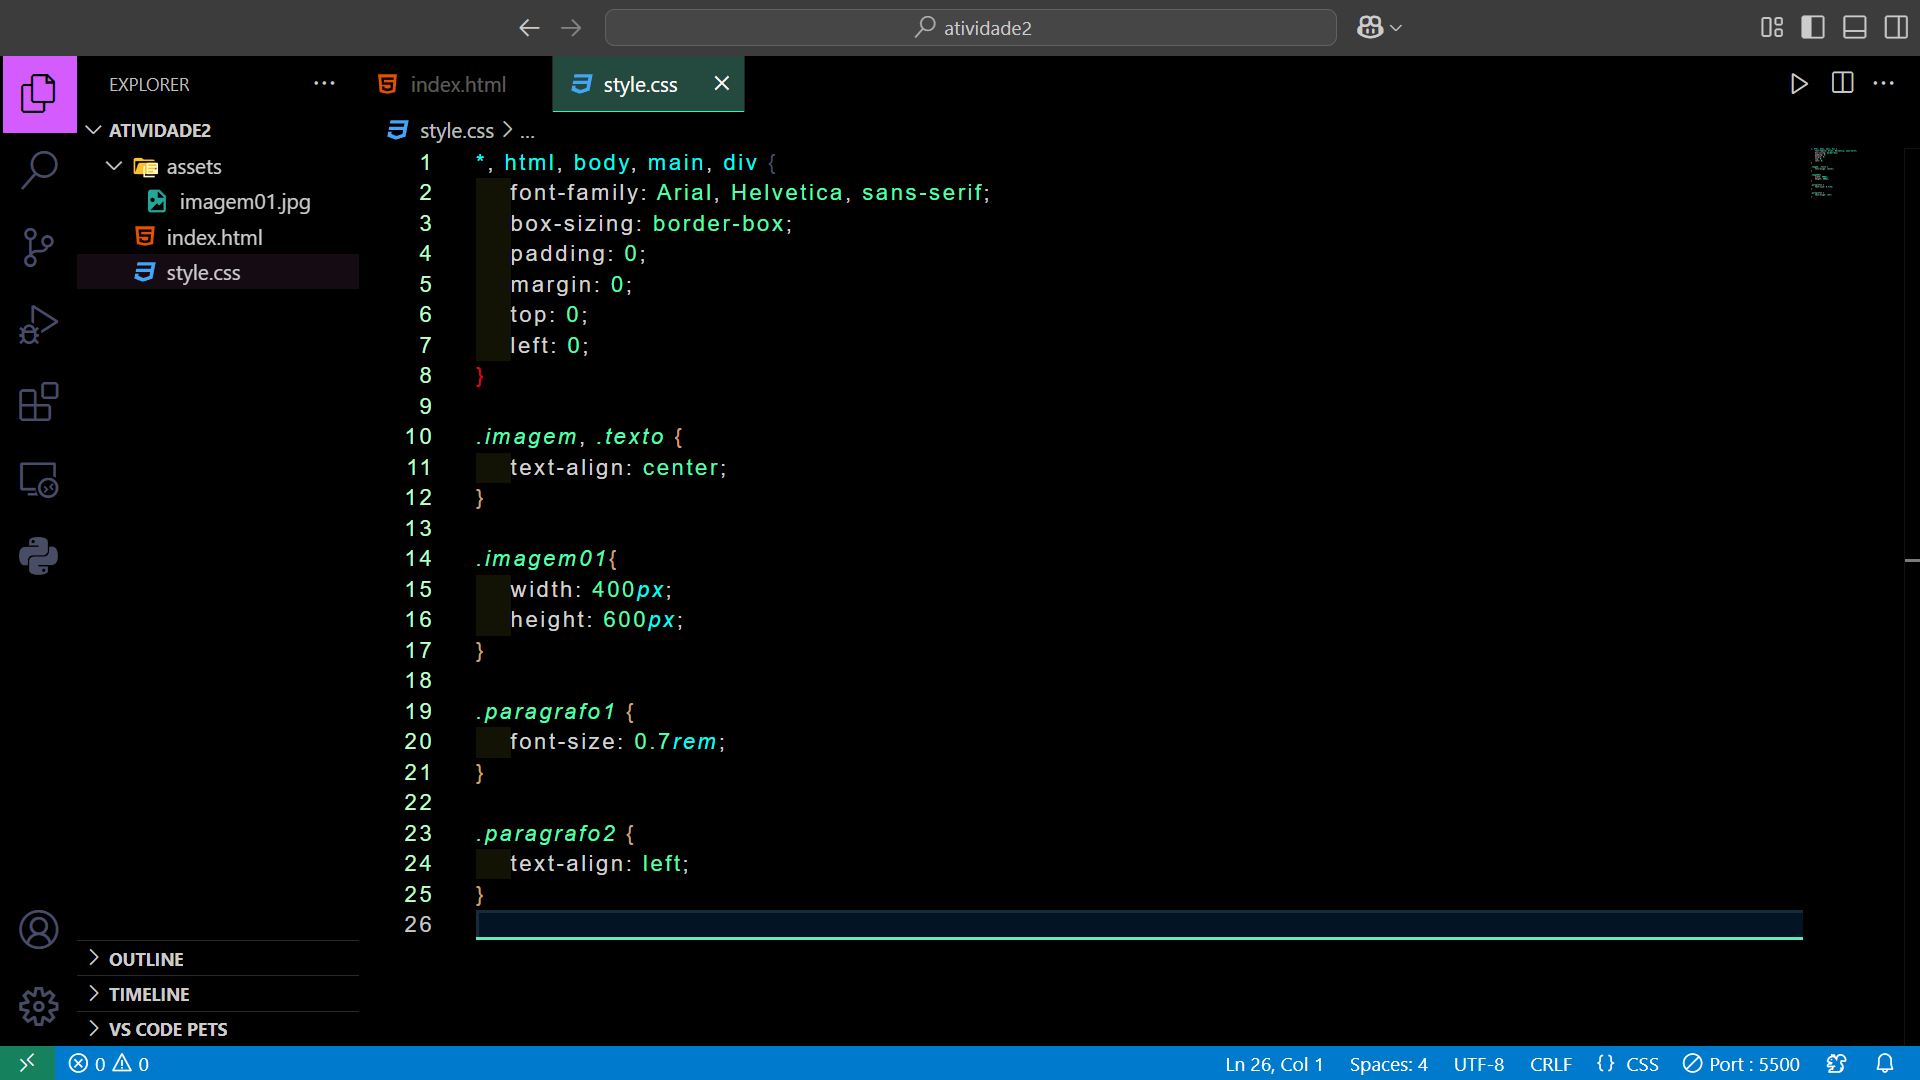 atividade2
EXPLORER
index.html
style.css
ATIVIDADE2
assets
imagem01.jpg
index.html
style.css
style.css > ...
1 *, html, body, main, div {
2 font-family: Arial, Helvetica, sans-serif;
3 box-sizing: border-box;
4 padding: 0;
5 margin: 0;
6 top: 0;
7 left: 0;
8 }
9
10 .imagem, .texto {
11 text-align: center;
12 }
13
14 .imagem01{
15 width: 400px;
16 height: 600px;
17 }
18
19 .paragrafo1 {
20 font-size: 0.7rem;
21 }
22
23 .paragrafo2 {
24 text-align: left;
25 }
26
OUTLINE
TIMELINE
VS CODE PETS
0 0 Ln 26, Col 1 Spaces: 4 UTF-8 CRLF {} CSS Port : 5500